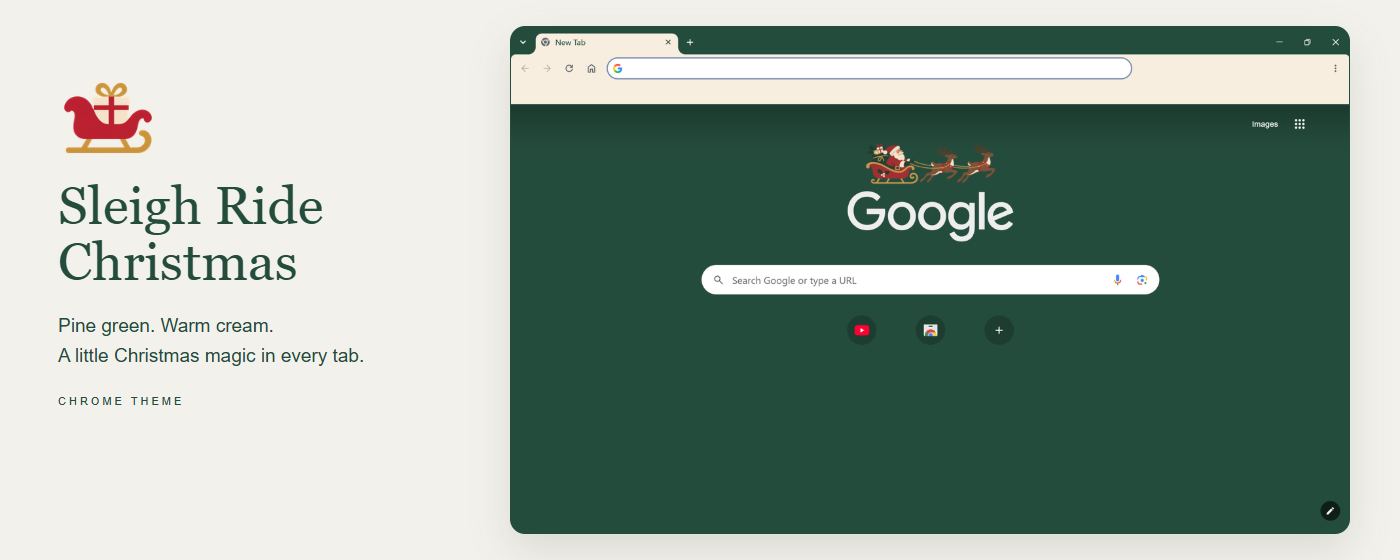 Sleigh Ride
Christmas
Pine green. Warm cream.
A little Christmas magic in every tab.
CHROME THEME
New Tab
Images
Google
Search Google or type a URL